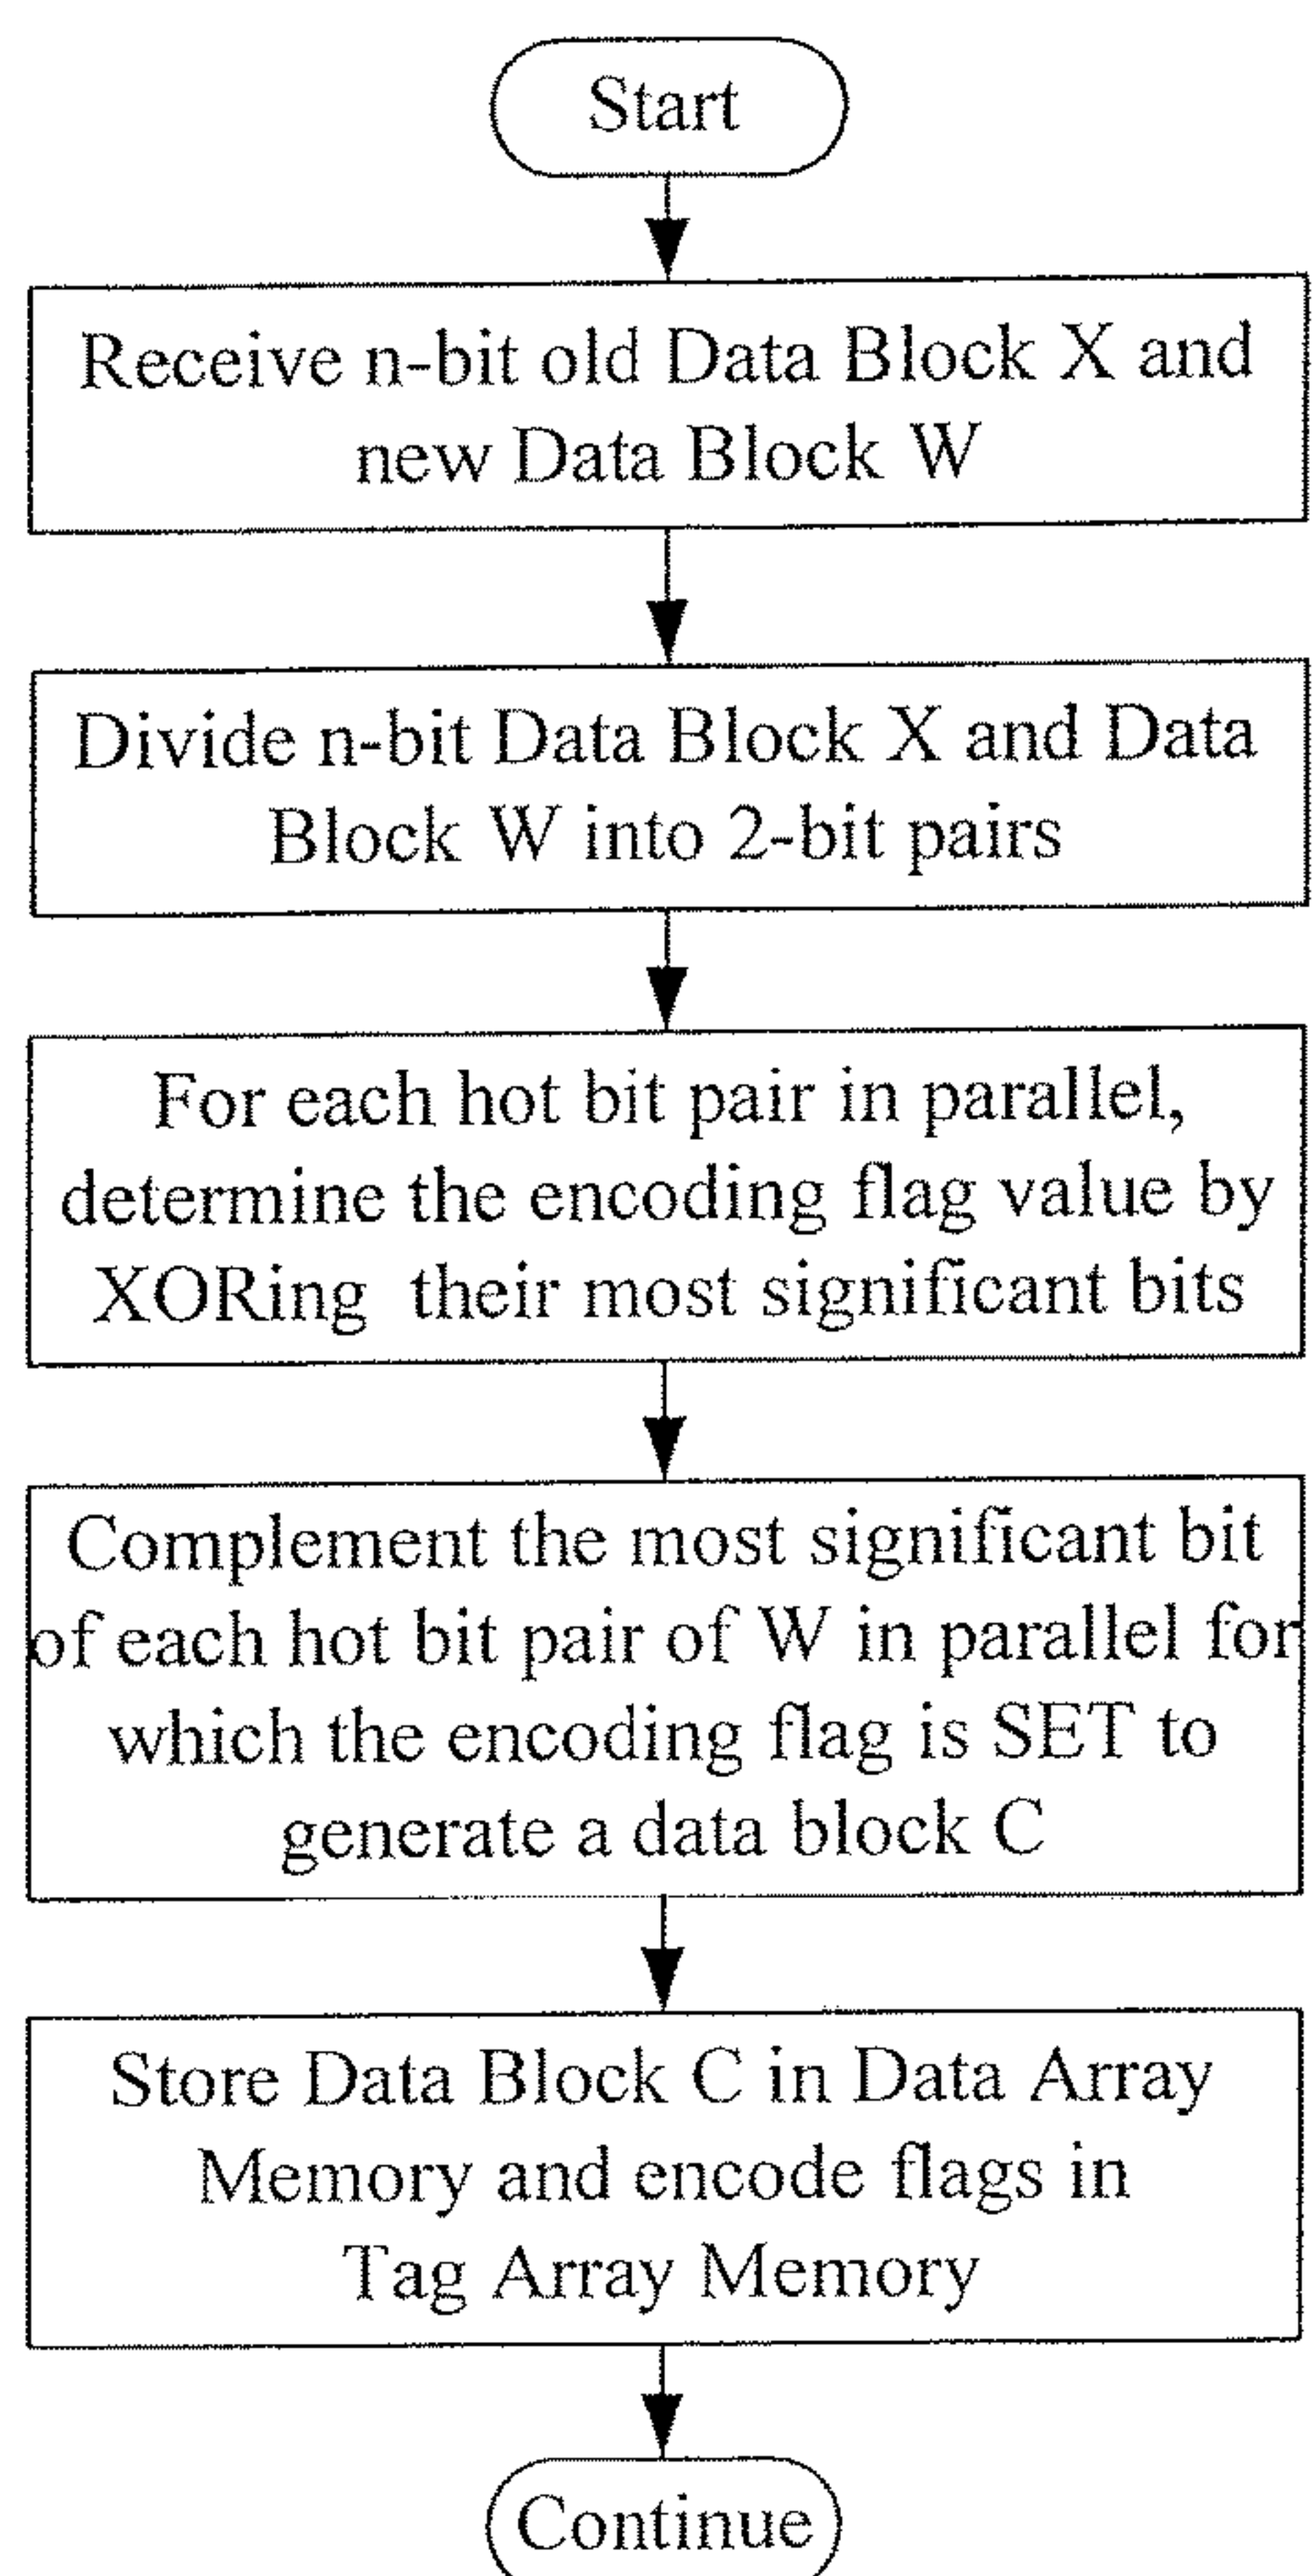 Start
Receive n-bit old Data Block X and
new Data Block W
Divide n-bit Data Block X and Data
Block W into 2-bit pairs
For each hot bit pair in parallel,
determine the encoding flag value by
XORing their most significant bits
Complement the most significant bit
of each hot bit pair of W in parallel for
which the encoding flag is SET to
generate a data block C
Store Data Block C in Data Array
Memory and encode flags in
Tag Array Memory
Continue